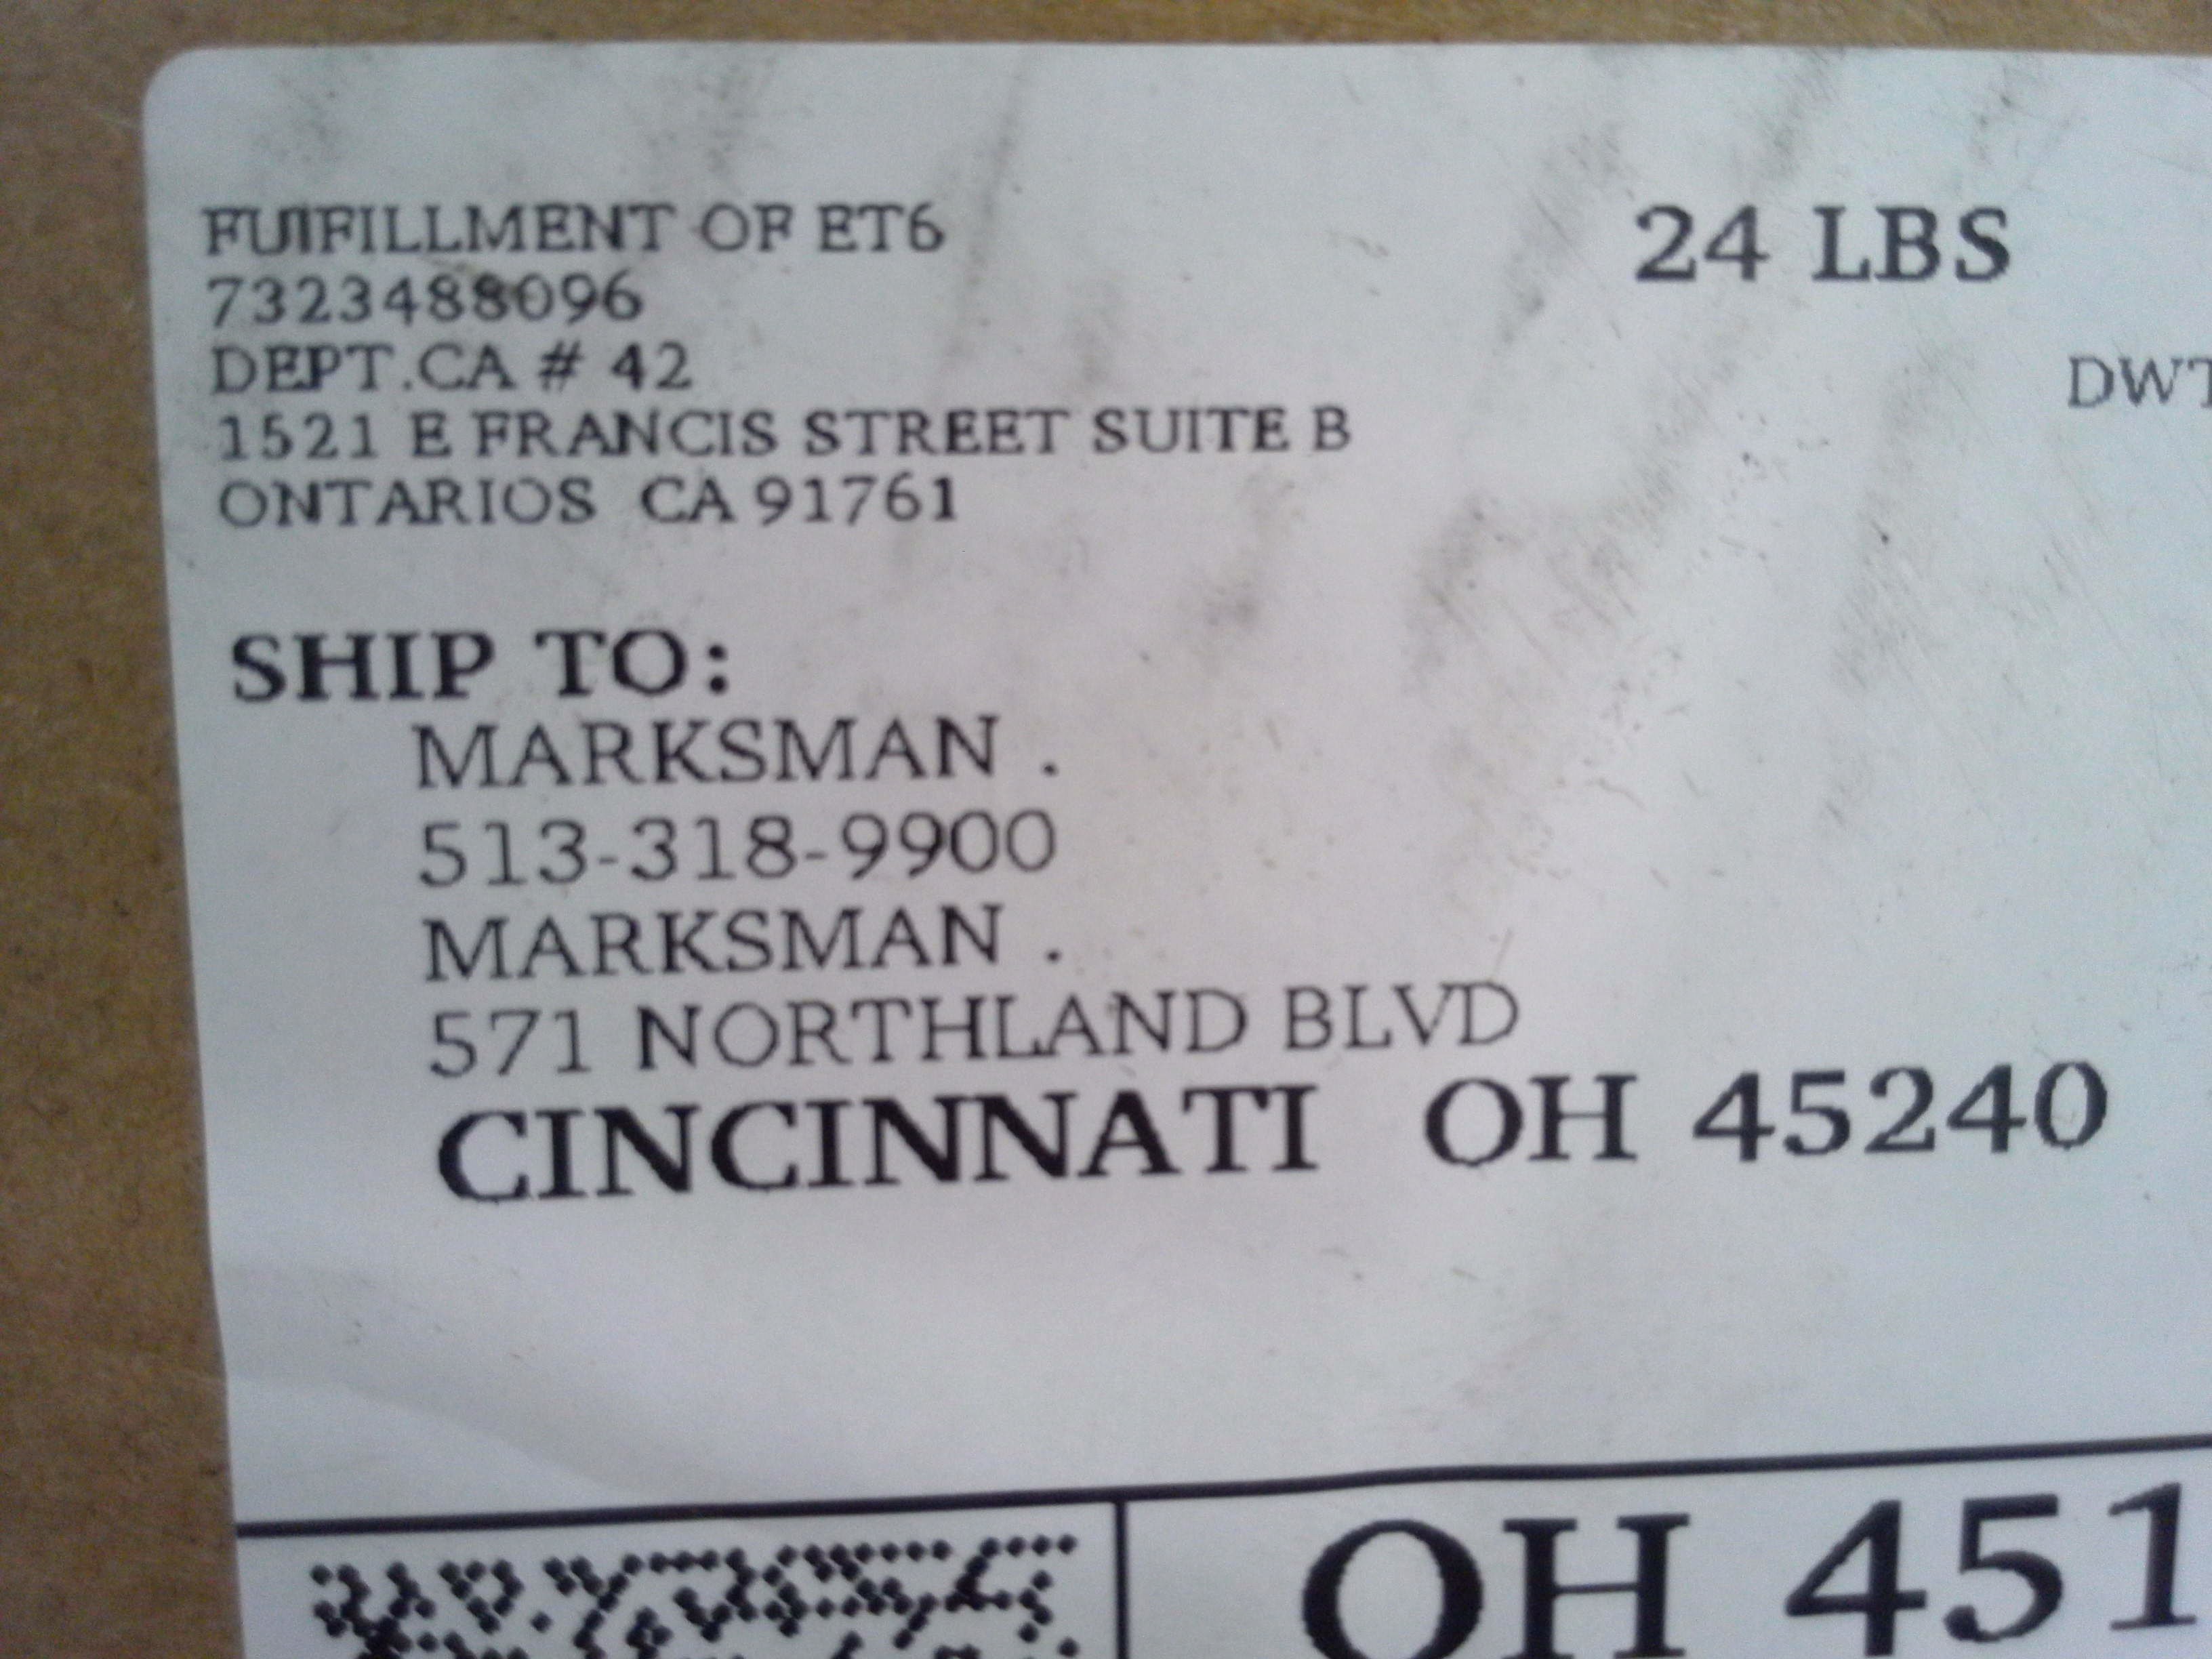 FUIFILLMENT OF ET6
24 LBS
7323488096
DEPT.CA # 42
DWT
1521 E FRANCIS STREET SUITE B
ONTARIOS CA 91761
SHIP TO:
MARKSMAN .
513-318-9900
MARKSMAN .
571 NORTHLAND BLVD
CINCINNATI OH 45240
OH 451